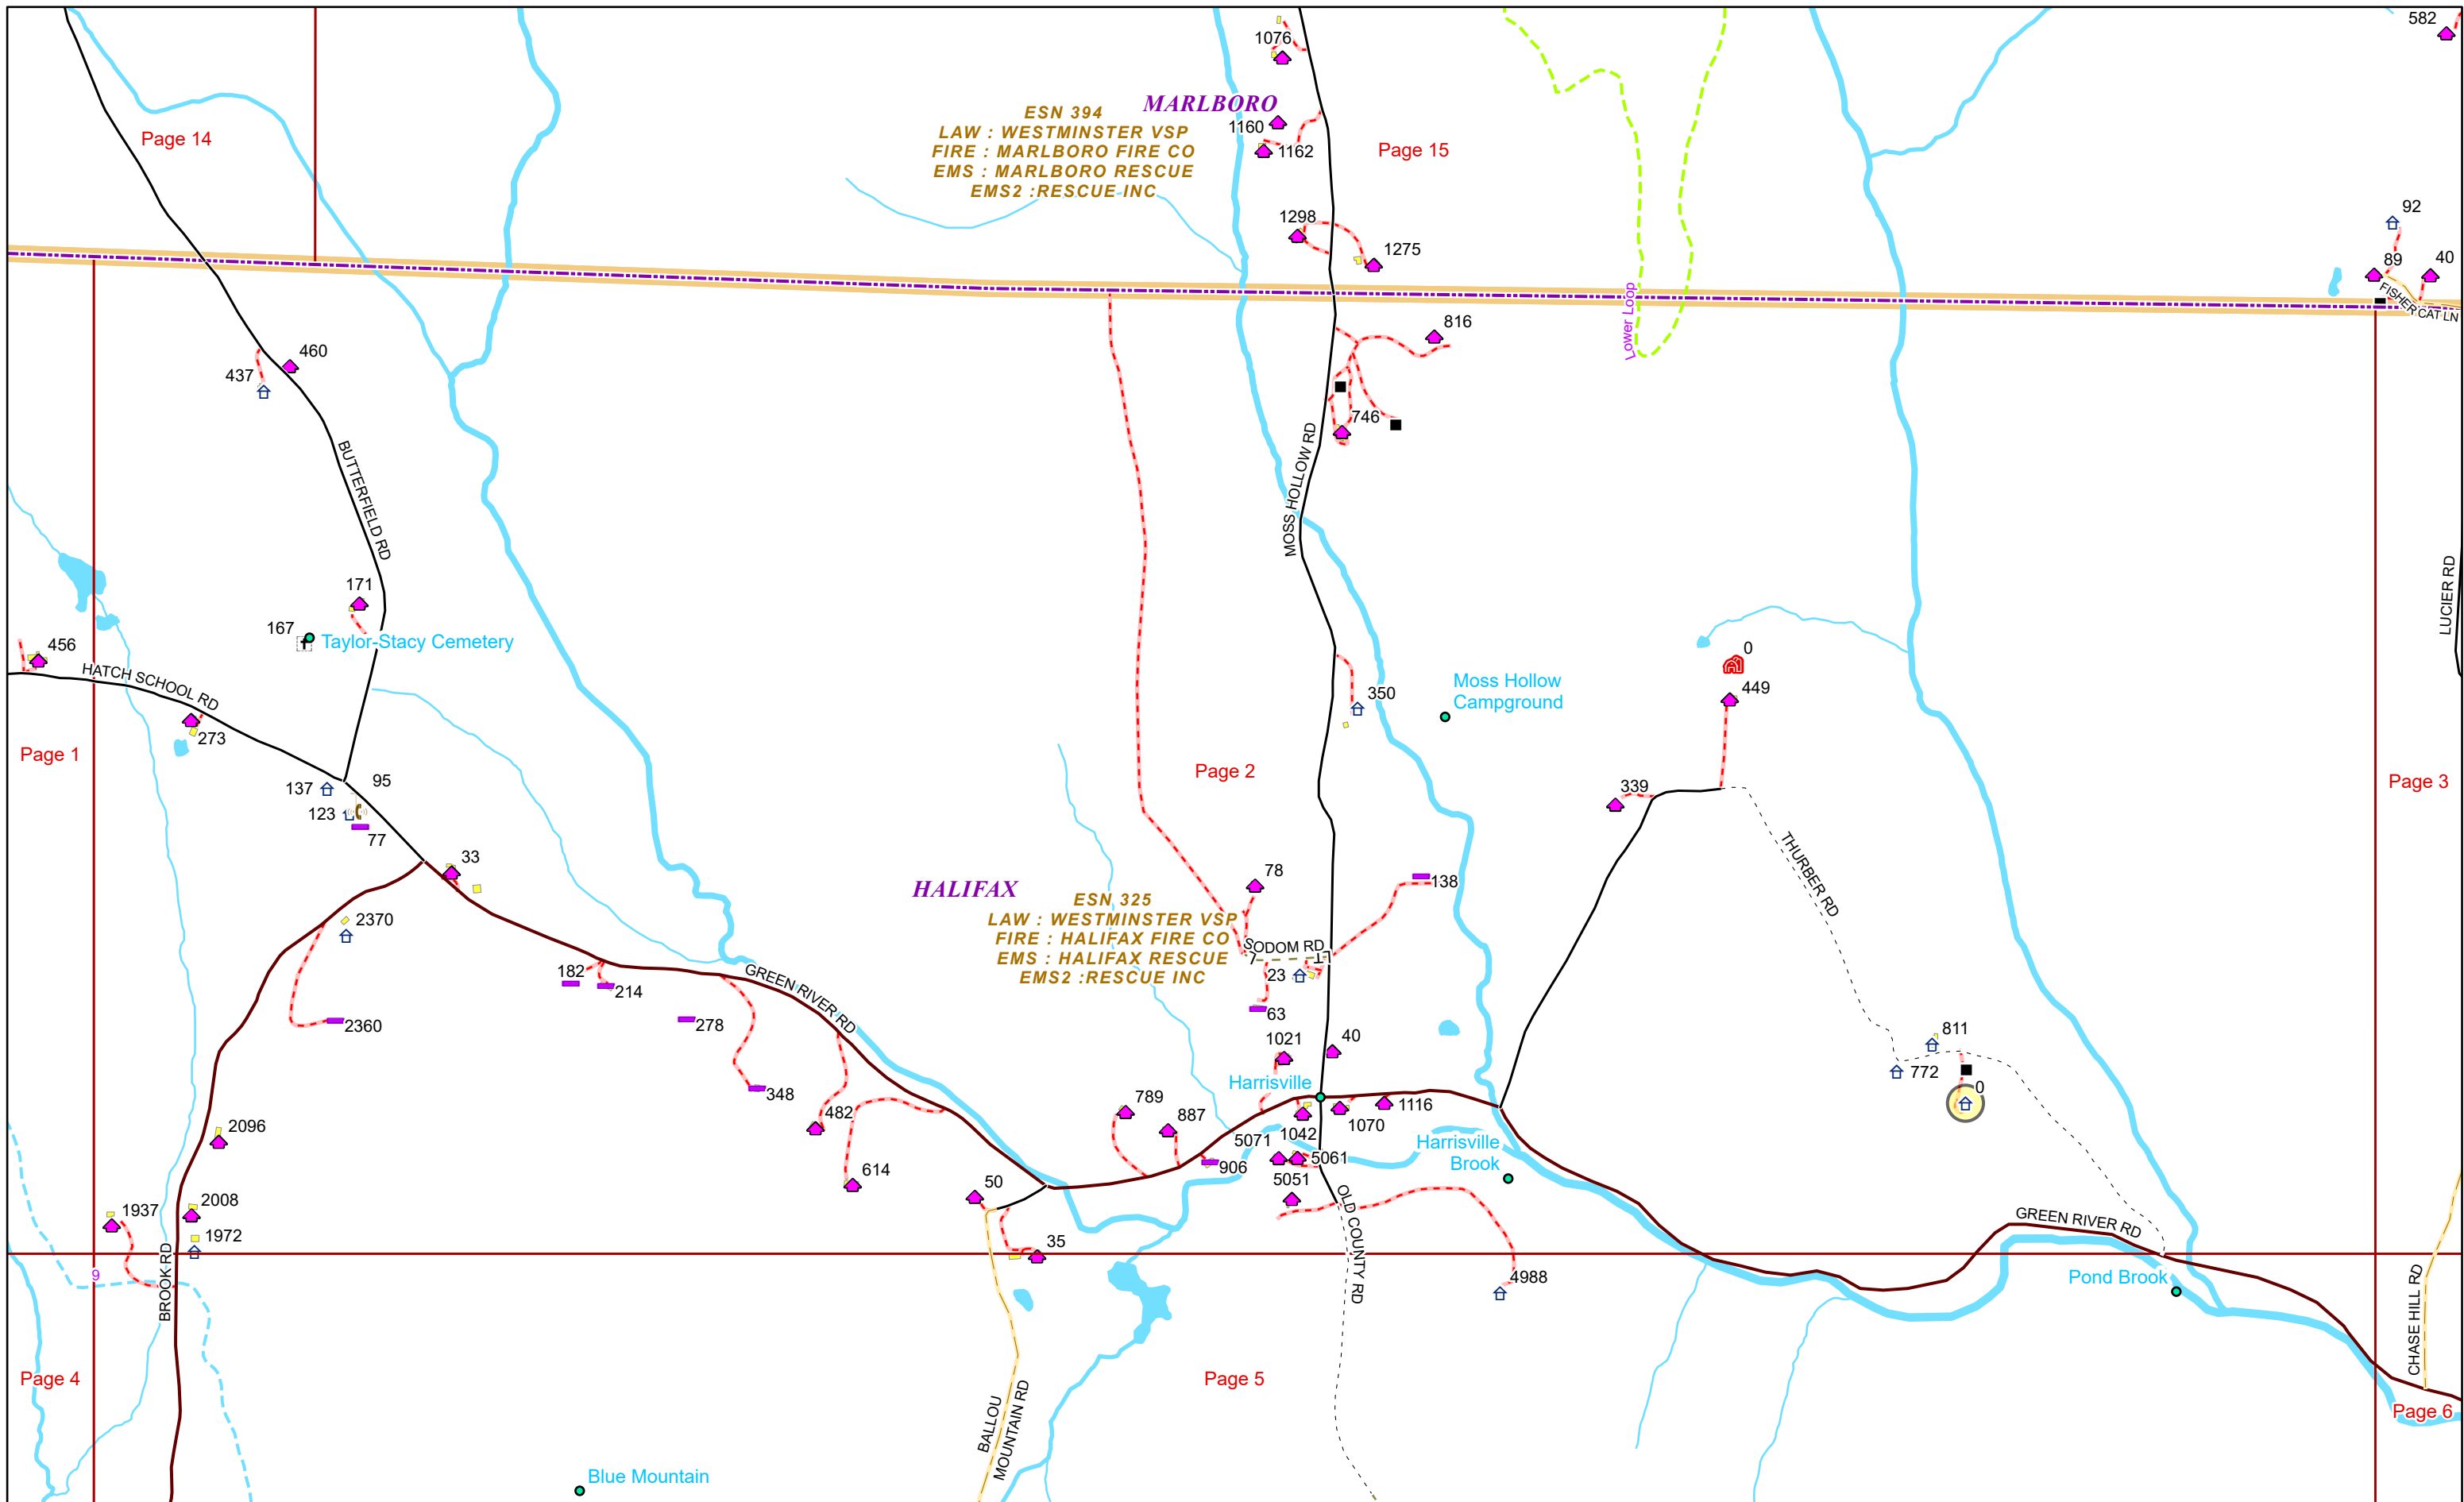 582
1076
MARLBORO
ESN 394
LAW : WESTMINSTER VSP
FIRE : MARLBORO FIRE CO
EMS : MARLBORO RESCUE
EMS2 :RESCUE INC
1160
1162
Page 14
Page 15
92
1298
1275
89
40
FISHER CAT LN
Lower Loop
816
460
437
746
BUTTERFIELD RD
MOSS HOLLOW RD
LUCIER RD
171
167
Taylor-Stacy Cemetery
456
HATCH SCHOOL RD
0
449
350
Moss Hollow
Campground
273
Page 1
Page 2
Page 3
137
95
339
123
77
33
THURBER RD
78
138
HALIFAX
ESN 325
LAW : WESTMINSTER VSP
FIRE : HALIFAX FIRE CO
EMS : HALIFAX RESCUE
EMS2 :RESCUE INC
2370
SODOM RD
LT
L
23
182
214
GREEN RIVER RD
63
2360
278
811
1021
40
772
0
Harrisville
348
789
482
887
1042
1070
1116
2096
5071
5061
906
Harrisville
Brook
614
5051
50
1937
2008
1972
OLD COUNTY RD
GREEN RIVER RD
35
9
BROOK RD
4988
Pond Brook
CHASE HILL RD
Page 4
Page 5
Page 6
BALLOU
MOUNTAIN RD
Blue Mountain